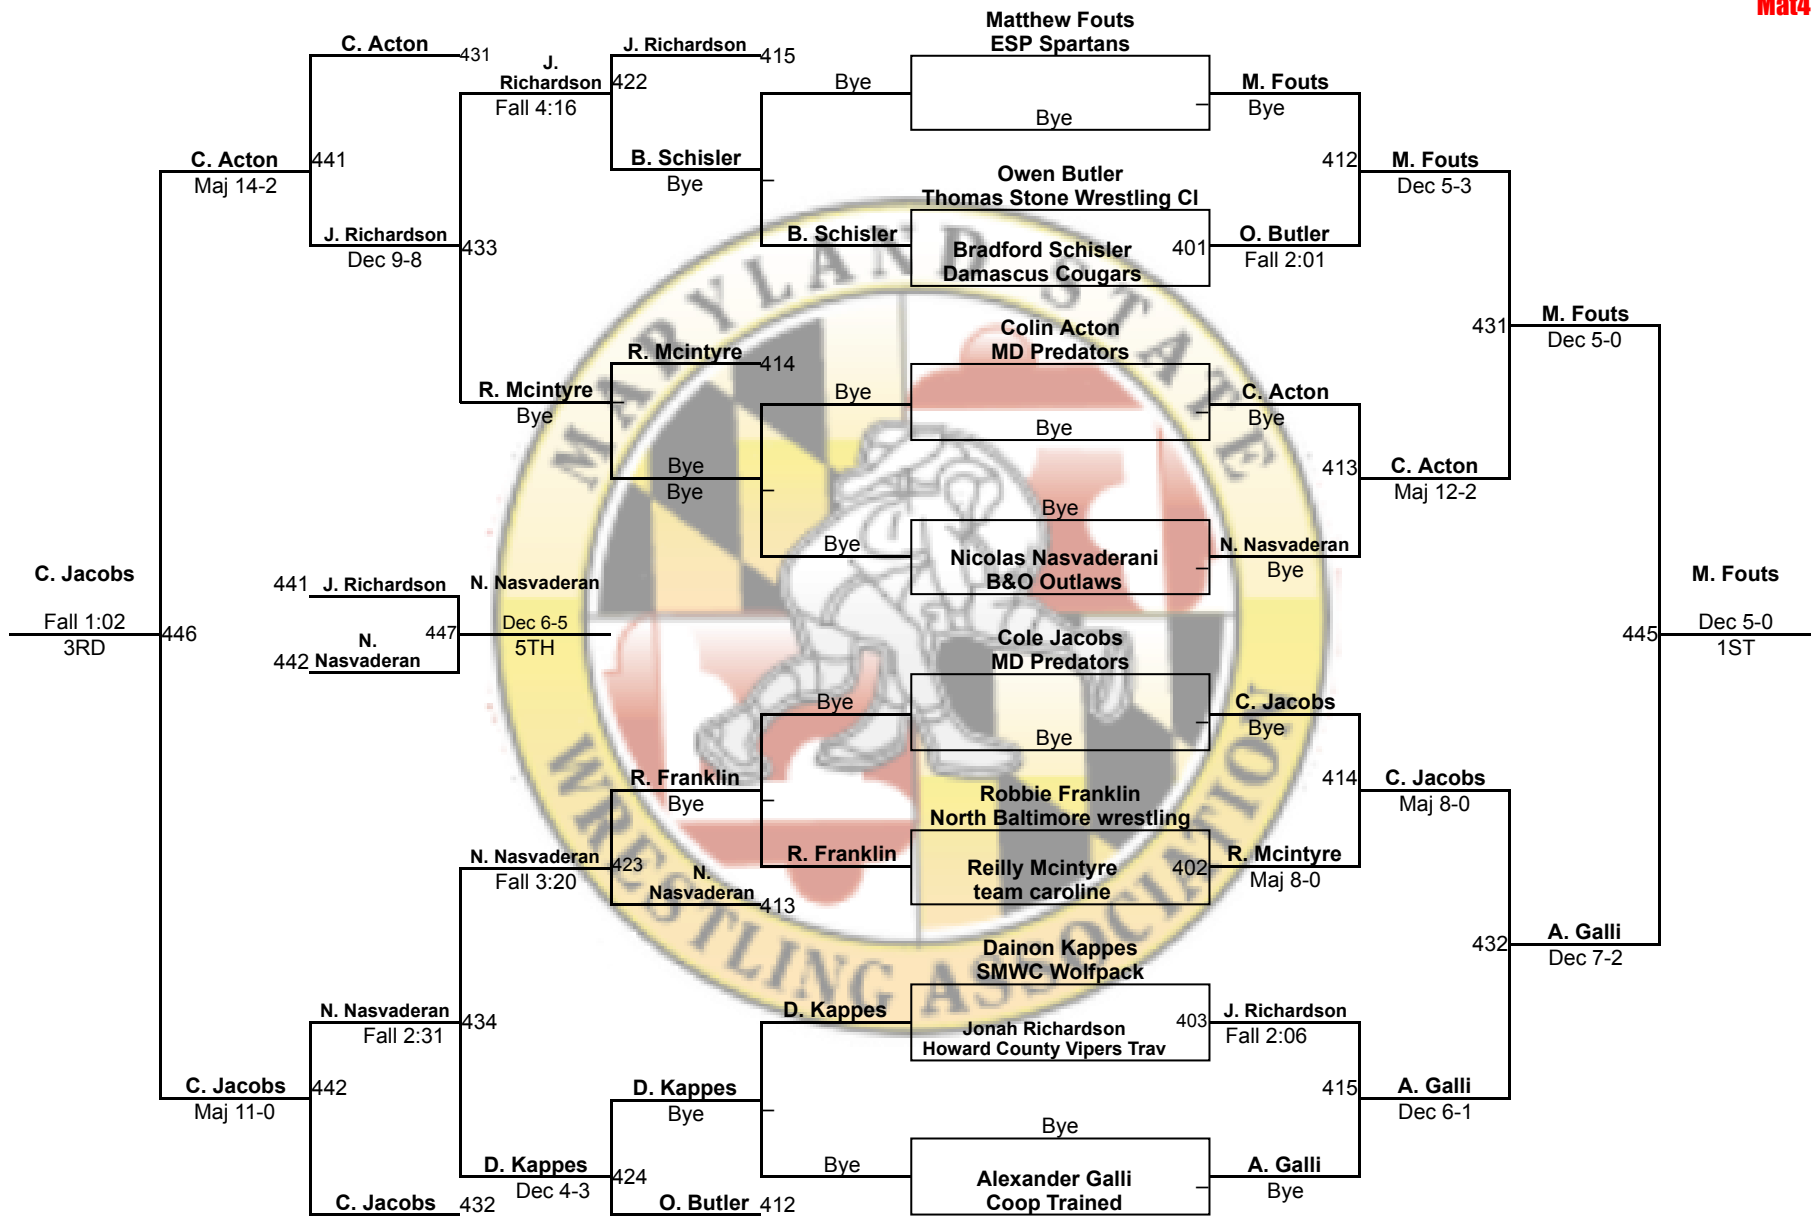 Mat4
Matthew Fouts
ESP Spartans
C. Acton
431
J. Richardson
415
J.
Richardson
422
Fall 4:16
Bye
Bye
M. Fouts
Bye
C. Acton
441
Maj 14-2
B. Schisler
Bye
412
M. Fouts
Dec 5-3
Owen Butler
Thomas Stone Wrestling Cl
J. Richardson
433
Dec 9-8
B. Schisler
Bradford Schisler
Damascus Cougars
401
O. Butler
Fall 2:01
431
M. Fouts
Dec 5-0
Colin Acton
MD Predators
R. Mcintyre
414
R. Mcintyre
Bye
Bye
Bye
C. Acton
Bye
Bye
Bye
413
C. Acton
Maj 12-2
Bye
Bye
Nicolas Nasvaderani
B&O Outlaws
N. Nasvaderan
Bye
C. Jacobs
Fall 1:02
3RD
446
441
J. Richardson
N. Nasvaderan
447
Dec 6-5
5TH
442
N.
Nasvaderan
M. Fouts
445
Dec 5-0
1ST
Cole Jacobs
MD Predators
Bye
Bye
C. Jacobs
Bye
R. Franklin
Bye
414
C. Jacobs
Maj 8-0
Robbie Franklin
North Baltimore wrestling
N. Nasvaderan
423
Fall 3:20
R. Franklin
Reilly Mcintyre
team caroline
402
R. Mcintyre
Maj 8-0
N.
Nasvaderan
413
432
A. Galli
Dec 7-2
Dainon Kappes
SMWC Wolfpack
N. Nasvaderan
434
Fall 2:31
D. Kappes
Jonah Richardson
Howard County Vipers Trav
403
J. Richardson
Fall 2:06
C. Jacobs
442
Maj 11-0
D. Kappes
Bye
415
A. Galli
Dec 6-1
Bye
D. Kappes
424
Dec 4-3
Bye
Alexander Galli
Coop Trained
A. Galli
Bye
C. Jacobs
432
O. Butler
412
MARYLAND STATE
WRESTLING ASSOCIATION